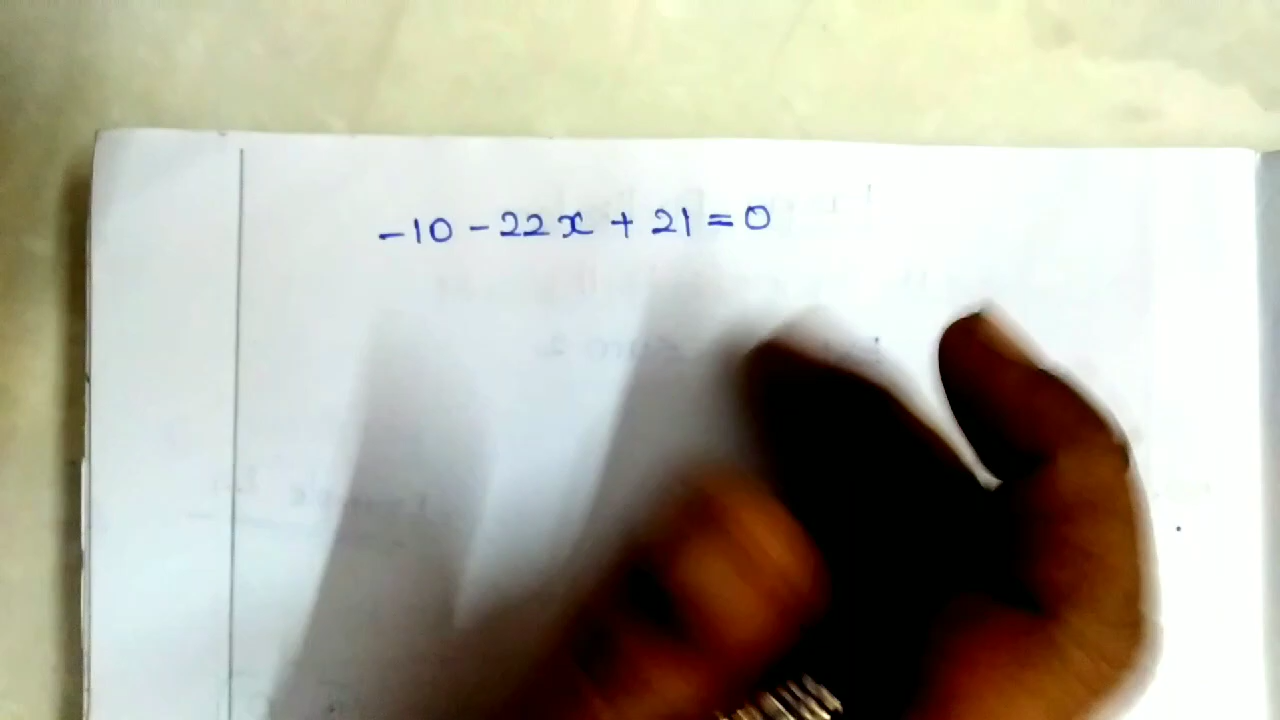 -10 - 22x + 21 = 0